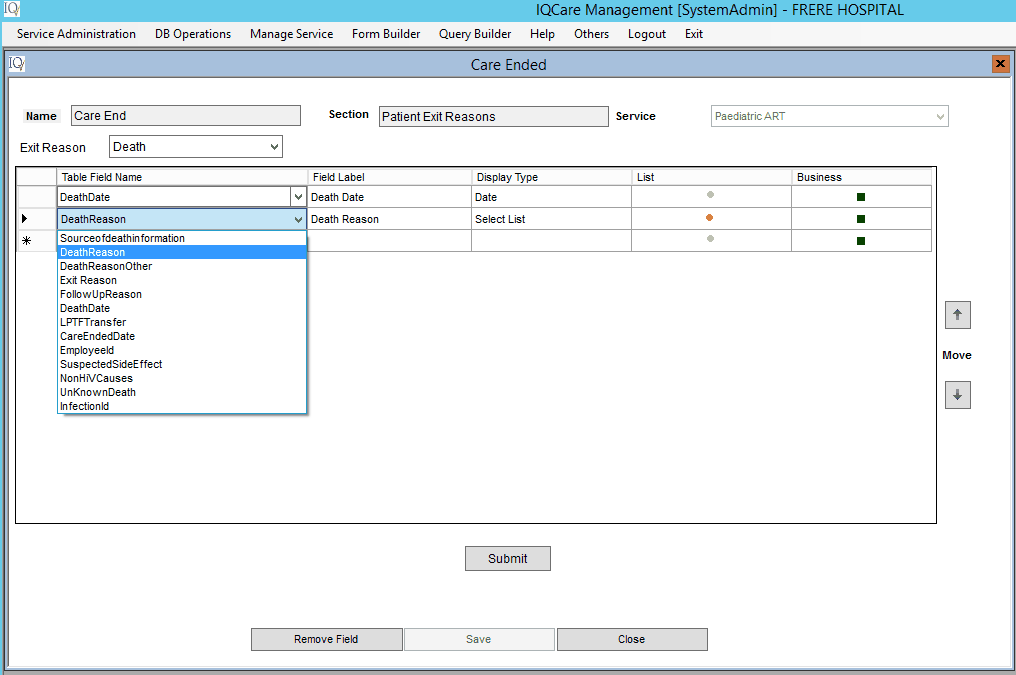 IQ IQCare Management [SystemAdmin] - FRERE HOSPITAL
Service Administration DB Operations Manage Service Form Builder Query Builder Help Others Logout Exit
IQ Care Ended
Name Care End Section Patient Exit Reasons Service Paediatric ART
Exit Reason Death
Table Field Name Field Label Display Type List Business
DeathDate Death Date Date
DeathReason Death Reason Select List
Sourceofdeathinformation
DeathReason
DeathReasonOther
Exit Reason
FollowUpReason
DeathDate
LPTFTransfer
CareEndedDate
EmployeeId
SuspectedSideEffect
NonHiVCauses
UnKnownDeath
InfectionId
Move
Submit
Remove Field Save Close